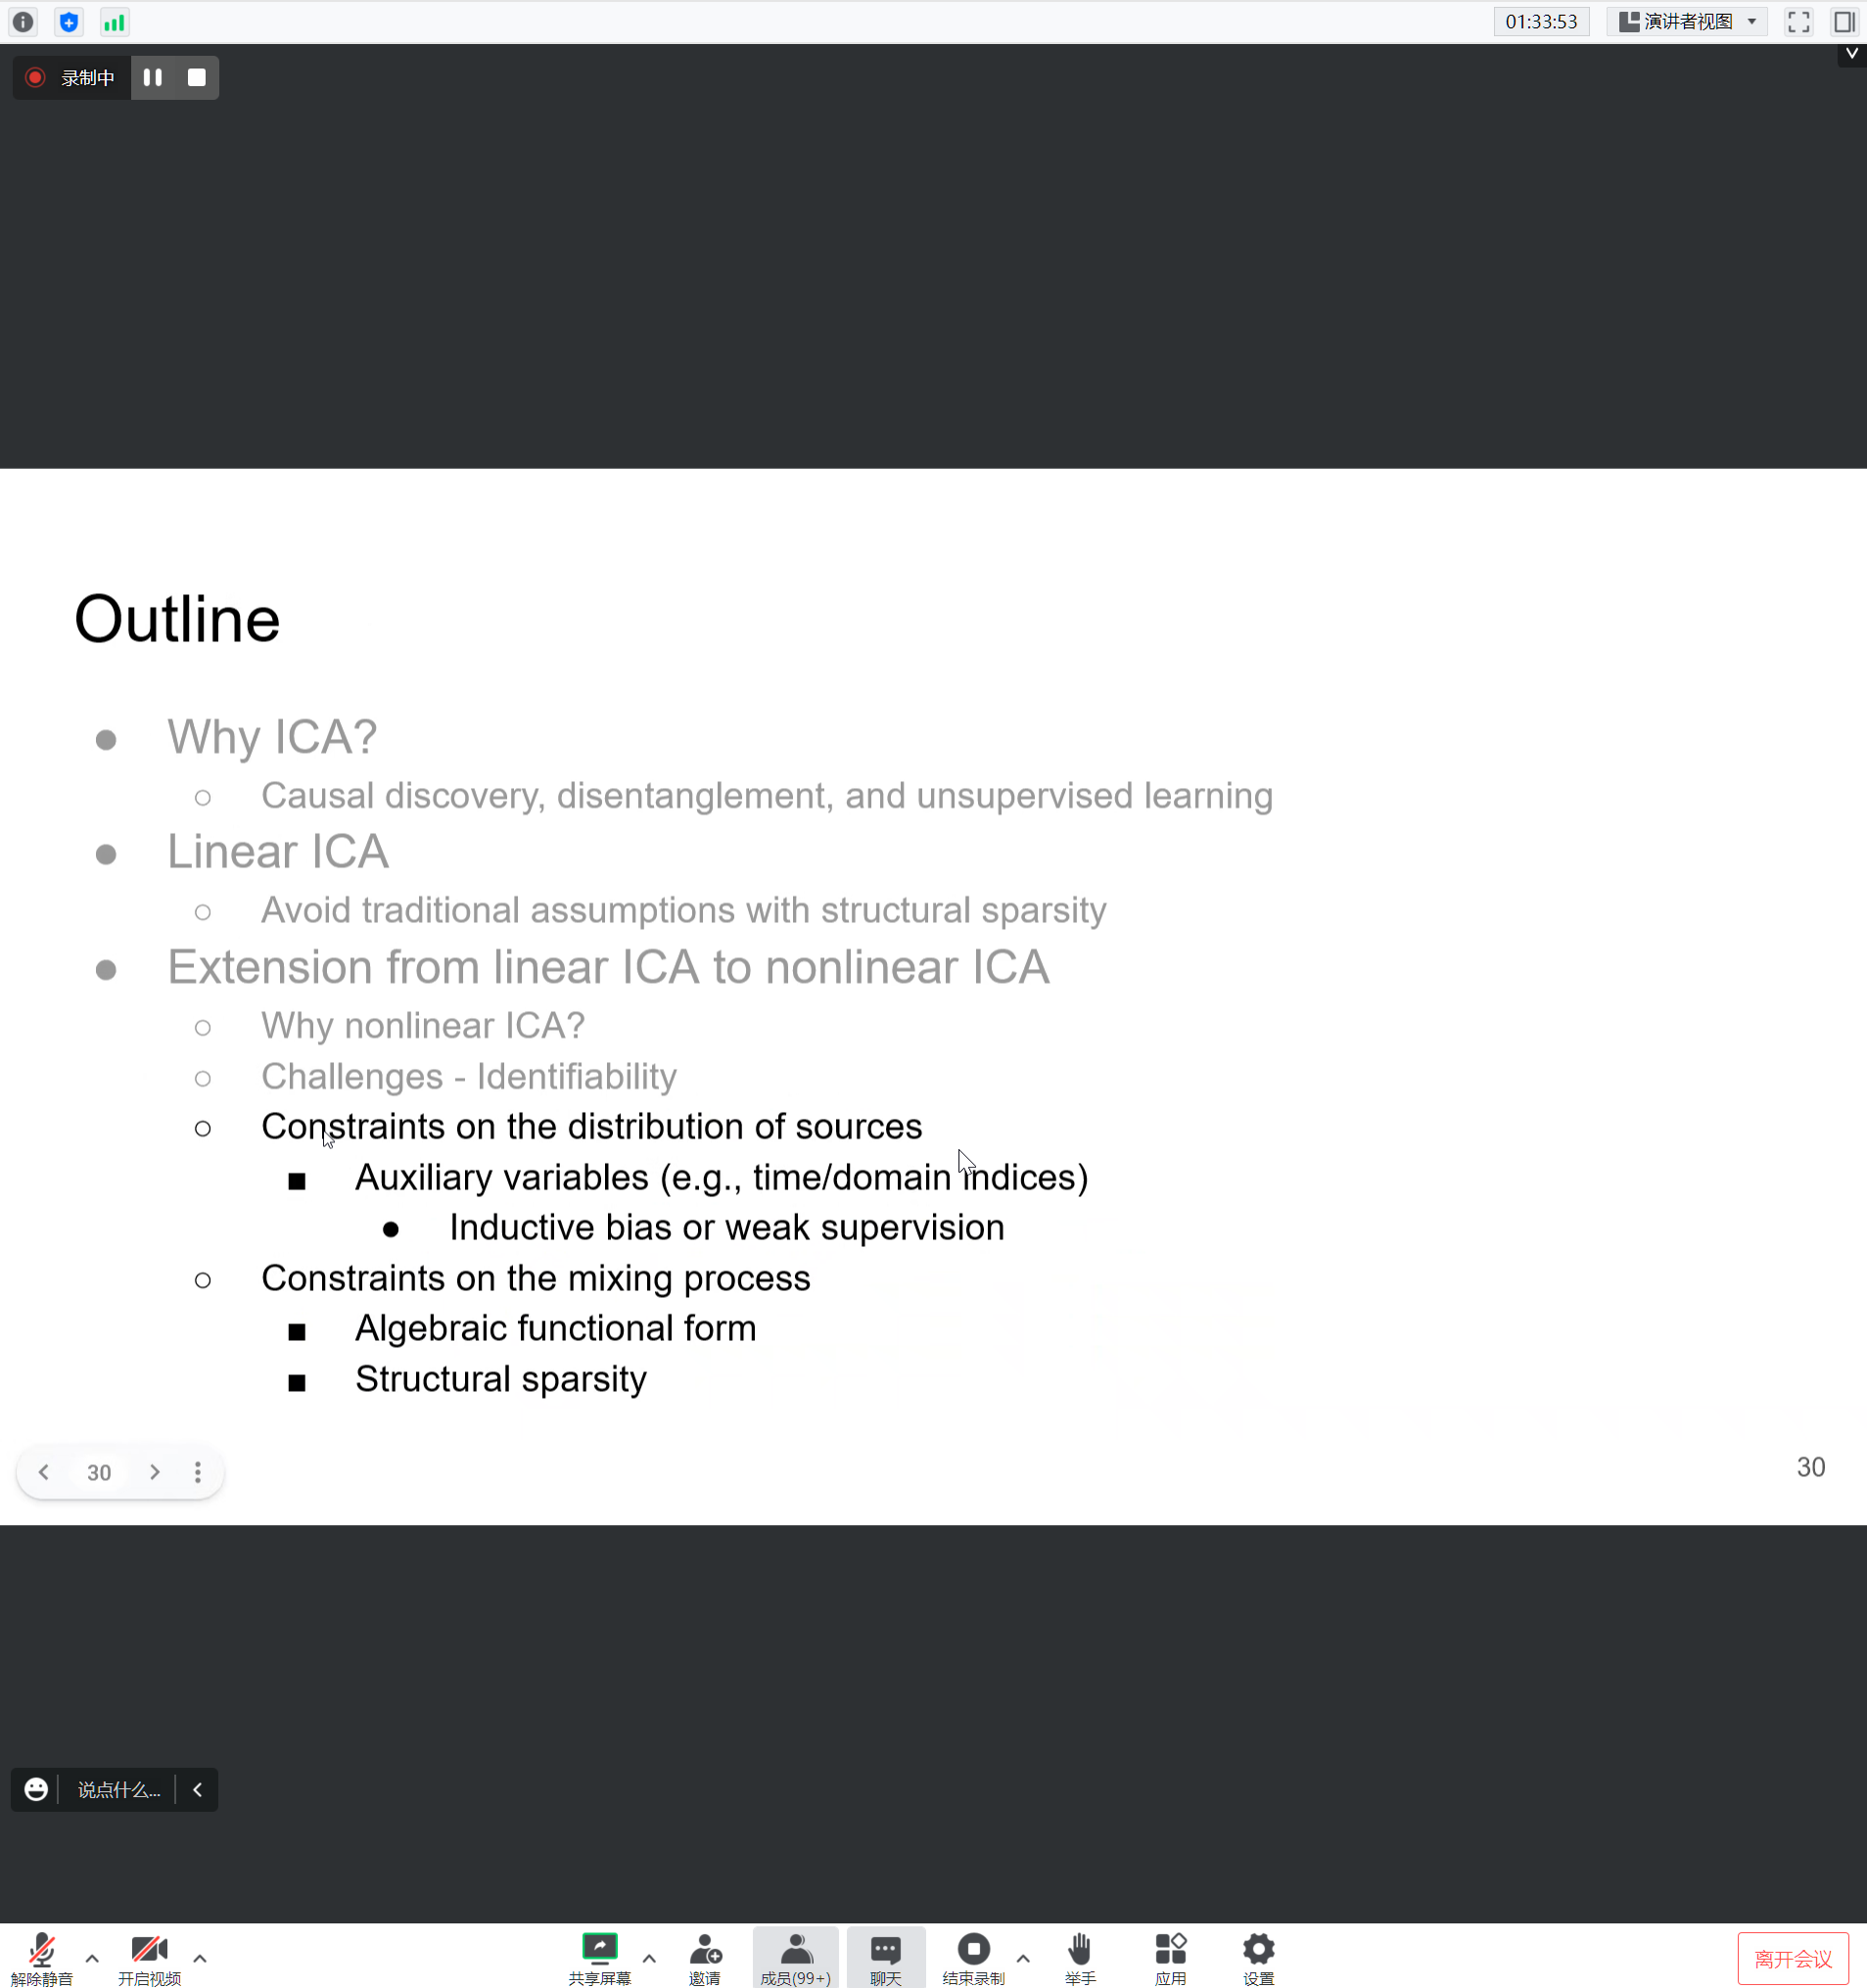 01:33:53 演讲者视图
录制中
Outline
Why ICA?
Causal discovery, disentanglement, and unsupervised learning
Linear ICA
Avoid traditional assumptions with structural sparsity
Extension from linear ICA to nonlinear ICA
Why nonlinear ICA?
Challenges - Identifiability
Constraints on the distribution of sources
Auxiliary variables (e.g., time/domain indices)
Inductive bias or weak supervision
Constraints on the mixing process
Algebraic functional form
Structural sparsity
30
30
说点什么...
解除静音 开启视频 共享屏幕 邀请 成员(99+) 聊天 结束录制 举手 应用 设置 离开会议